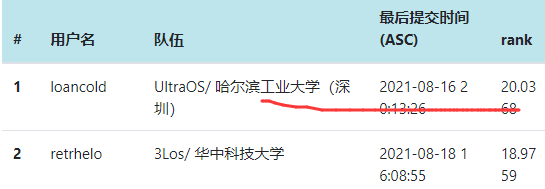 # 用户名 队伍 最后提交时间
(ASC) rank
1 loancold UltraOS/ 哈尔滨工业大学（深 2021-08-16 2 20.03
圳） 0:13:26 68
2 retrhelo 3Los/ 华中科技大学 2021-08-18 1 18.97
6:08:55 59